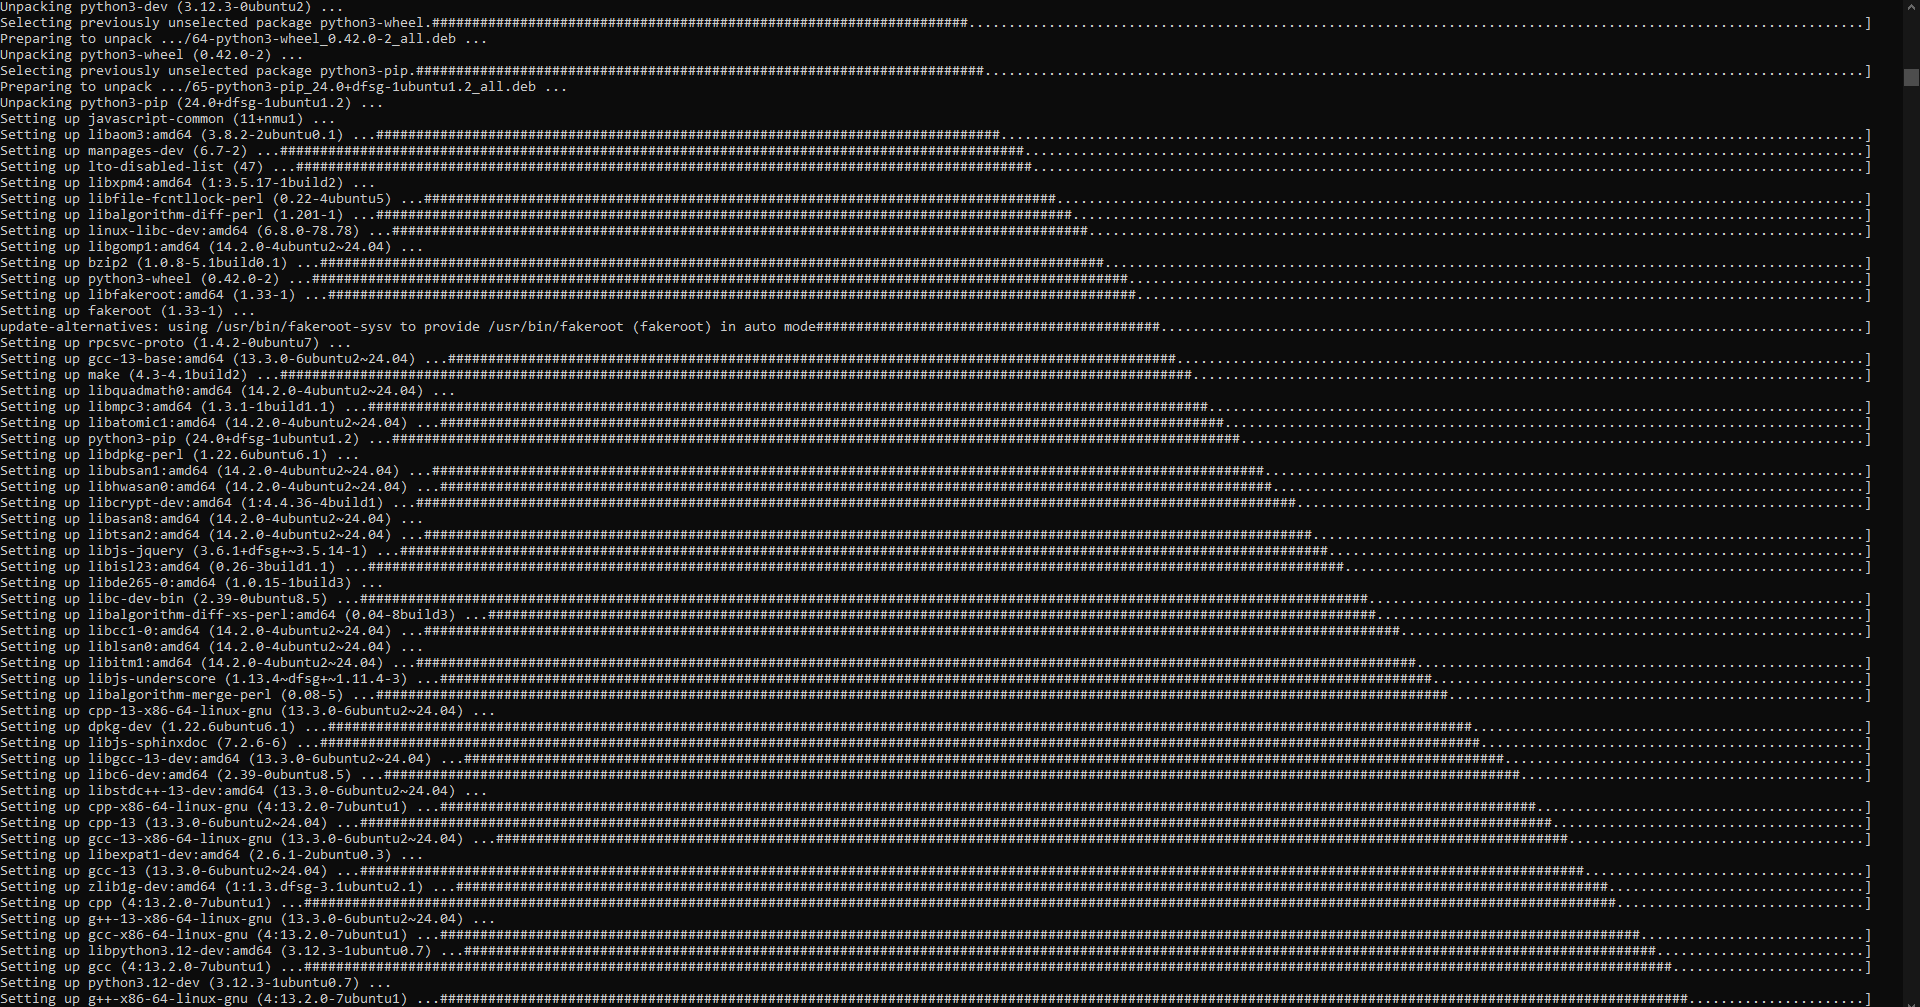 Unpacking python3-dev (3.12.3-0ubuntu2) ...
Selecting previously unselected package python3-wheel.
Preparing to unpack .../64-python3-wheel_0.42.0-2_all.deb ...
Unpacking python3-wheel (0.42.0-2) ...
Selecting previously unselected package python3-pip.
Preparing to unpack .../65-python3-pip_24.0+dfsg-1ubuntu1.2_all.deb ...
Unpacking python3-pip (24.0+dfsg-1ubuntu1.2) ...
Setting up javascript-common (11+nmu1) ...
Setting up libaom3:amd64 (3.8.2-2ubuntu0.1) ...
Setting up manpages-dev (6.7-2) ...
Setting up lto-disabled-list (47) ...
Setting up libxpm4:amd64 (1:3.5.17-1build2) ...
Setting up libfile-fcntllock-perl (0.22-4ubuntu5) ...
Setting up libalgorithm-diff-perl (1.201-1) ...
Setting up linux-libc-dev:amd64 (6.8.0-78.78) ...
Setting up libgomp1:amd64 (14.2.0-4ubuntu2~24.04) ...
Setting up bzip2 (1.0.8-5.1build0.1) ...
Setting up python3-wheel (0.42.0-2) ...
Setting up libfakeroot:amd64 (1.33-1) ...
Setting up fakeroot (1.33-1) ...
update-alternatives: using /usr/bin/fakeroot-sysv to provide /usr/bin/fakeroot (fakeroot) in auto mode
Setting up rpcsvc-proto (1.4.2-0ubuntu7) ...
Setting up gcc-13-base:amd64 (13.3.0-6ubuntu2~24.04) ...
Setting up make (4.3-4.1build2) ...
Setting up libquadmath0:amd64 (14.2.0-4ubuntu2~24.04) ...
Setting up libmpc3:amd64 (1.3.1-1build1.1) ...
Setting up libatomic1:amd64 (14.2.0-4ubuntu2~24.04) ...
Setting up python3-pip (24.0+dfsg-1ubuntu1.2) ...
Setting up libdpkg-perl (1.22.6ubuntu6.1) ...
Setting up libubsan1:amd64 (14.2.0-4ubuntu2~24.04) ...
Setting up libhwasan0:amd64 (14.2.0-4ubuntu2~24.04) ...
Setting up libcrypt-dev:amd64 (1:4.4.36-4build1) ...
Setting up libasan8:amd64 (14.2.0-4ubuntu2~24.04) ...
Setting up libtsan2:amd64 (14.2.0-4ubuntu2~24.04) ...
Setting up libjs-jquery (3.6.1+dfsg+~3.5.14-1) ...
Setting up libisl23:amd64 (0.26-3build1.1) ...
Setting up libde265-0:amd64 (1.0.15-1build3) ...
Setting up libc-dev-bin (2.39-0ubuntu8.5) ...
Setting up libalgorithm-diff-xs-perl:amd64 (0.04-8build3) ...
Setting up libcc1-0:amd64 (14.2.0-4ubuntu2~24.04) ...
Setting up liblsan0:amd64 (14.2.0-4ubuntu2~24.04) ...
Setting up libitm1:amd64 (14.2.0-4ubuntu2~24.04) ...
Setting up libjs-underscore (1.13.4~dfsg+~1.11.4-3) ...
Setting up libalgorithm-merge-perl (0.08-5) ...
Setting up cpp-13-x86-64-linux-gnu (13.3.0-6ubuntu2~24.04) ...
Setting up dpkg-dev (1.22.6ubuntu6.1) ...
Setting up libjs-sphinxdoc (7.2.6-6) ...
Setting up libgcc-13-dev:amd64 (13.3.0-6ubuntu2~24.04) ...
Setting up libc6-dev:amd64 (2.39-0ubuntu8.5) ...
Setting up libstdc++-13-dev:amd64 (13.3.0-6ubuntu2~24.04) ...
Setting up cpp-x86-64-linux-gnu (4:13.2.0-7ubuntu1) ...
Setting up cpp-13 (13.3.0-6ubuntu2~24.04) ...
Setting up gcc-13-x86-64-linux-gnu (13.3.0-6ubuntu2~24.04) ...
Setting up libexpat1-dev:amd64 (2.6.1-2ubuntu0.3) ...
Setting up gcc-13 (13.3.0-6ubuntu2~24.04) ...
Setting up zlib1g-dev:amd64 (1:1.3.dfsg-3.1ubuntu2.1) ...
Setting up cpp (4:13.2.0-7ubuntu1) ...
Setting up g++-13-x86-64-linux-gnu (13.3.0-6ubuntu2~24.04) ...
Setting up gcc-x86-64-linux-gnu (4:13.2.0-7ubuntu1) ...
Setting up libpython3.12-dev:amd64 (3.12.3-1ubuntu0.7) ...
Setting up gcc (4:13.2.0-7ubuntu1) ...
Setting up python3.12-dev (3.12.3-1ubuntu0.7) ...
Setting up g++-x86-64-linux-gnu (4:13.2.0-7ubuntu1) ...